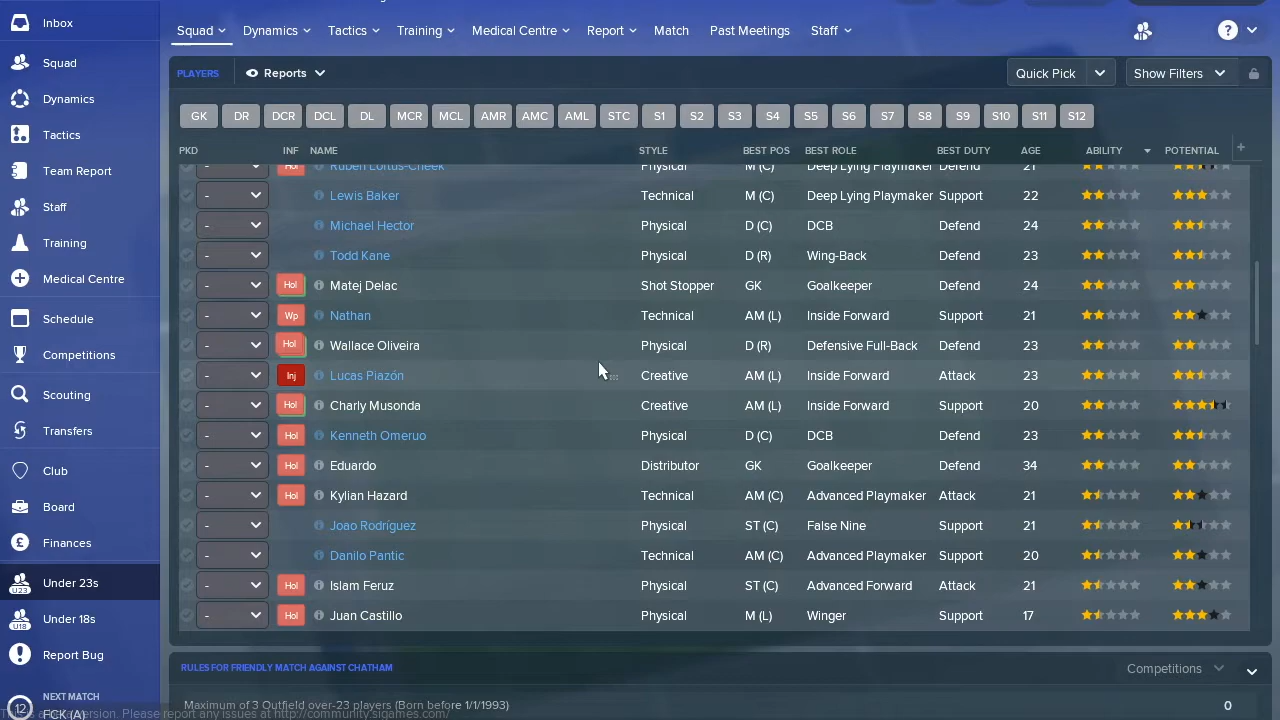 Inbox
Squad Dynamics Tactics Training Medical Centre Report Match Past Meetings Staff ?
Squad
Dynamics
Tactics
Team Report
Staff
Training
Medical Centre
Schedule
Competitions
Scouting
Transfers
Club
Board
£ Finances
U23 Under 23s
U18 Under 18s
Report Bug
NEXT MATCH
12 FCK (A)
PLAYERS Reports Quick Pick Show Filters
GK DR DCR DCL DL MCR MCL AMR AMC AML STC S1 S2 S3 S4 S5 S6 S7 S8 S9 S10 S11 S12
PKD INF NAME STYLE BEST POS BEST ROLE BEST DUTY AGE ABILITY POTENTIAL +
- Hol Ruben Loftus-Cheek Physical M (C) Deep Lying Playmaker Support 21
- Lewis Baker Technical M (C) Deep Lying Playmaker Support 22
- Michael Hector Physical D (C) DCB Defend 24
- Todd Kane Physical D (R) Wing-Back Defend 23
- Hol Matej Delac Shot Stopper GK Goalkeeper Defend 24
- Wp Nathan Technical AM (L) Inside Forward Support 21
- Hol Wallace Oliveira Physical D (R) Defensive Full-Back Defend 23
- Inj Lucas Piazón Creative AM (L) Inside Forward Attack 23
- Hol Charly Musonda Creative AM (L) Inside Forward Support 20
- Hol Kenneth Omeruo Physical D (C) DCB Defend 23
- Hol Eduardo Distributor GK Goalkeeper Defend 34
- Hol Kylian Hazard Technical AM (C) Advanced Playmaker Attack 21
- Joao Rodríguez Physical ST (C) False Nine Support 21
- Danilo Pantic Technical AM (C) Advanced Playmaker Support 20
- Hol Islam Feruz Physical ST (C) Advanced Forward Attack 21
- Hol Juan Castillo Physical M (L) Winger Support 17
RULES FOR FRIENDLY MATCH AGAINST CHATHAM Competitions
Maximum of 3 Outfield over-23 players (Born before 1/1/1993) 0
This is a beta version. Please report any issues at http://community.sigames.com/